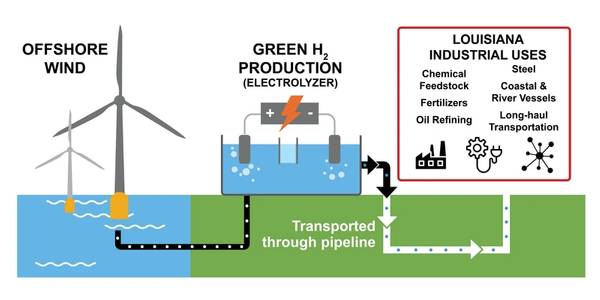 OFFSHORE
WIND
GREEN H₂
PRODUCTION
(ELECTROLYZER)
+ -
LOUISIANA
INDUSTRIAL USES
Chemical
Feedstock
Fertilizers
Oil Refining
Steel
Coastal &
River Vessels
Long-haul
Transportation
Transported
through pipeline